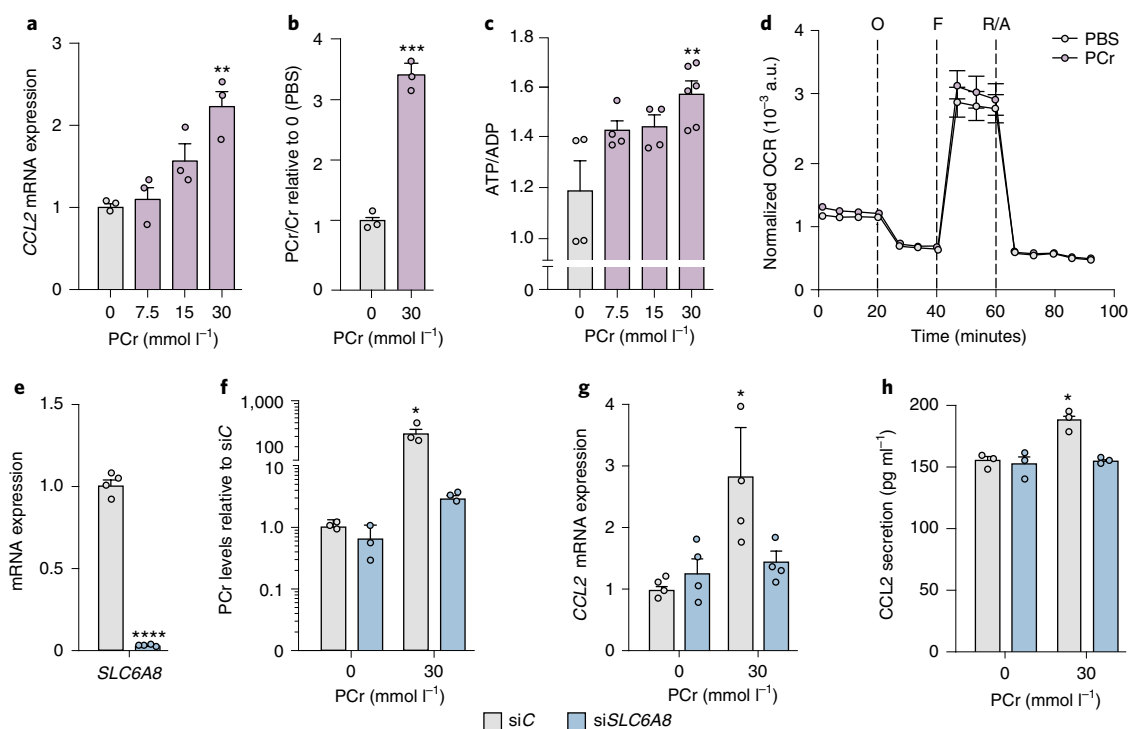 a
3
2
1
0
CCL2 mRNA expression
**
0 7.5 15 30
PCr (mmol l⁻¹)
b
4
3
2
1
0
PCr/Cr relative to 0 (PBS)
***
0 30
PCr (mmol l⁻¹)
c
1.8
1.6
1.4
1.2
1.0
0
ATP/ADP
**
0 7.5 15 30
PCr (mmol l⁻¹)
d
O F R/A
PBS
PCr
4
3
2
1
0
Normalized OCR (10⁻³ a.u.)
0 20 40 60 80 100
Time (minutes)
e
1.5
1.0
0.5
0
mRNA expression
****
SLC6A8
f
1,000
100
10
1.0
0.1
0
PCr levels relative to siC
*
0 30
PCr (mmol l⁻¹)
g
4
3
2
1
0
CCL2 mRNA expression
*
0 30
PCr (mmol l⁻¹)
h
200
150
100
50
0
CCL2 secretion (pg ml⁻¹)
*
0 30
PCr (mmol l⁻¹)
siC siSLC6A8